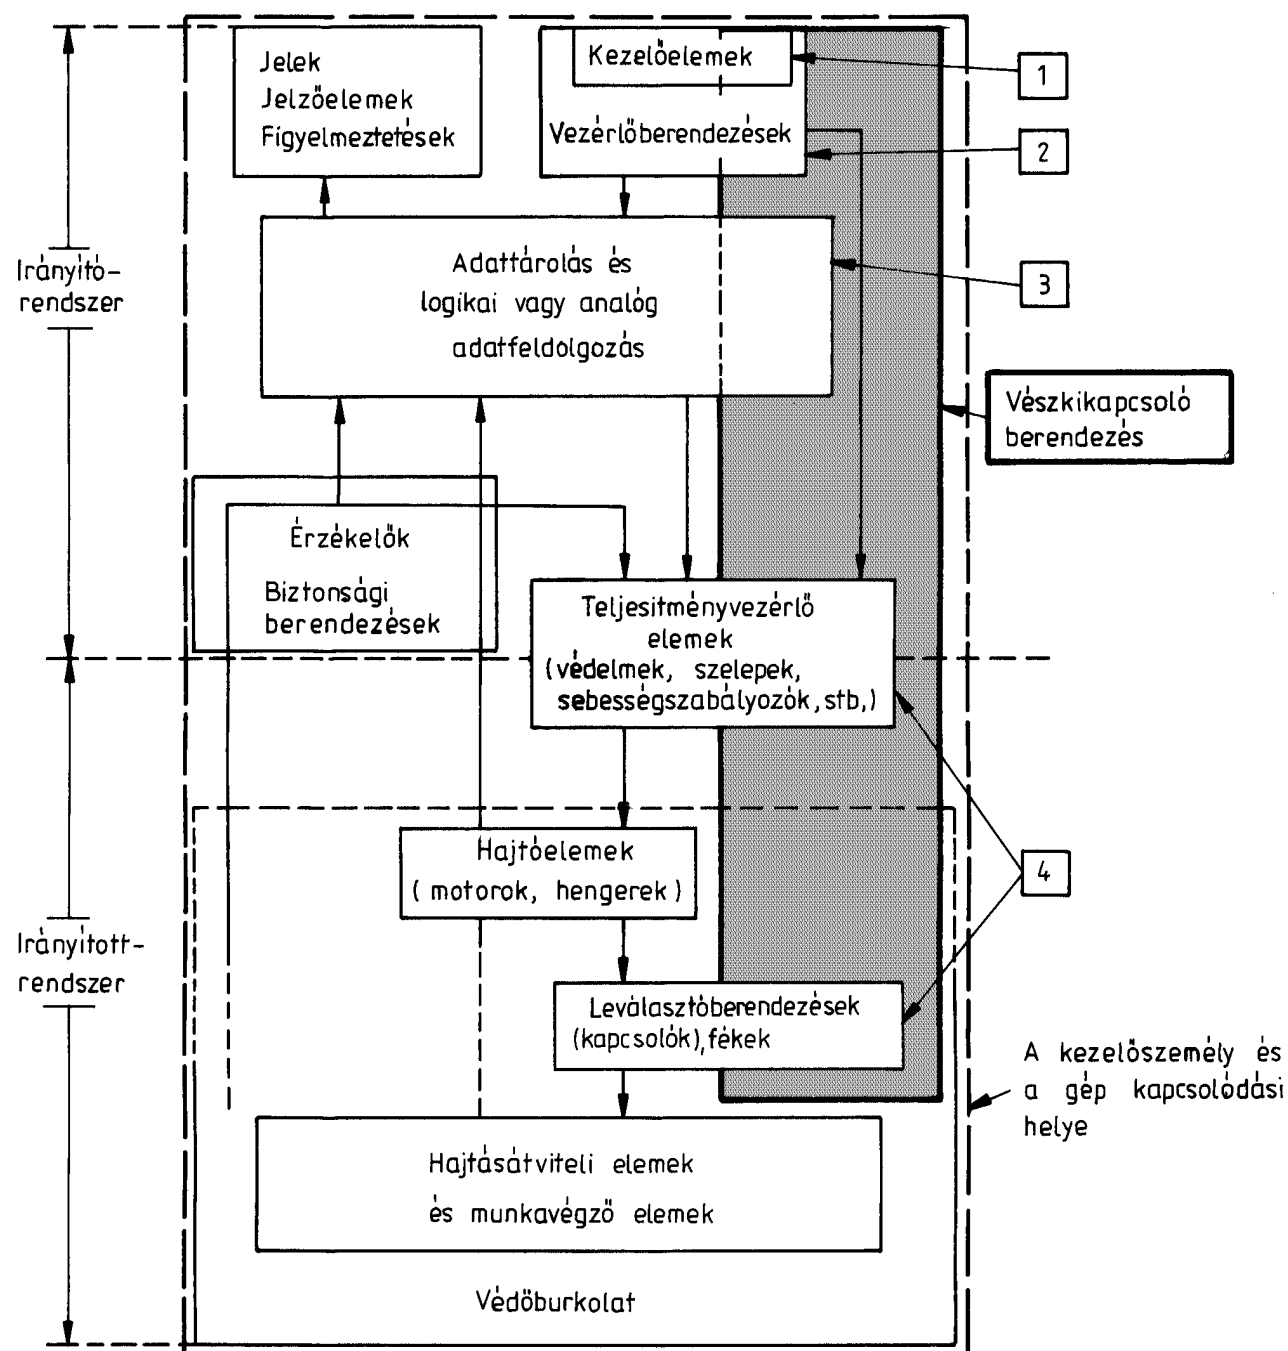 Jelek
Jelzőelemek
Figyelmeztetések
Kezelőelemek
Vezérlőberendezések
1
2
Irányító-
rendszer
Adattárolás és
logikai vagy analóg
adatfeldolgozás
3
Vészkikapcsoló
berendezés
Érzékelők
Biztonsági
berendezések
Teljesitményvezérlő
elemek
(védelmek, szelepek,
sebességszabályozók, stb,)
Hajtóelemek
(motorok, hengerek)
4
Irányított-
rendszer
Leválasztóberendezések
(kapcsolók), fékek
A kezelőszemély és
a gép kapcsolódási
helye
Hajtásátviteli elemek
és munkavégző elemek
Védőburkolat